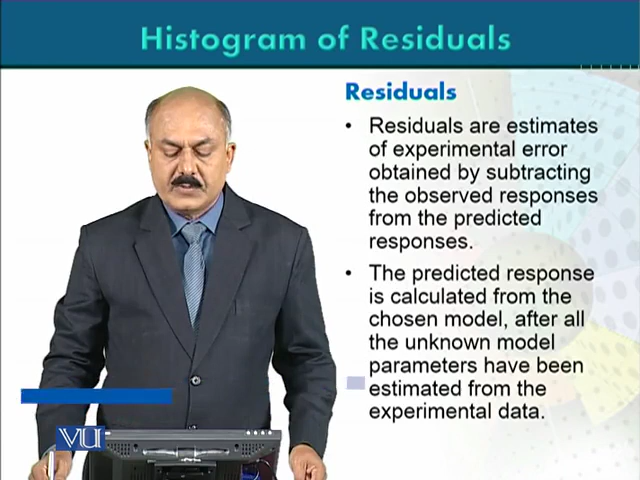 Histogram of Residuals
Residuals
• Residuals are estimates
of experimental error
obtained by subtracting
the observed responses
from the predicted
responses.
• The predicted response
is calculated from the
chosen model, after all
the unknown model
parameters have been
estimated from the
experimental data.
VU